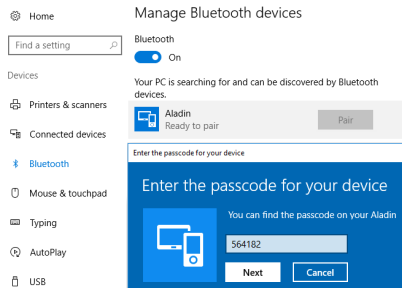 Home
Find a setting
Devices
Printers & scanners
Connected devices
Bluetooth
Mouse & touchpad
Typing
AutoPlay
USB
Manage Bluetooth devices
Bluetooth
On
Your PC is searching for and can be discovered by Bluetooth
devices.
Aladin
Ready to pair
Pair
Enter the passcode for your device
Enter the passcode for your device
You can find the passcode on your Aladin
564182
Next
Cancel